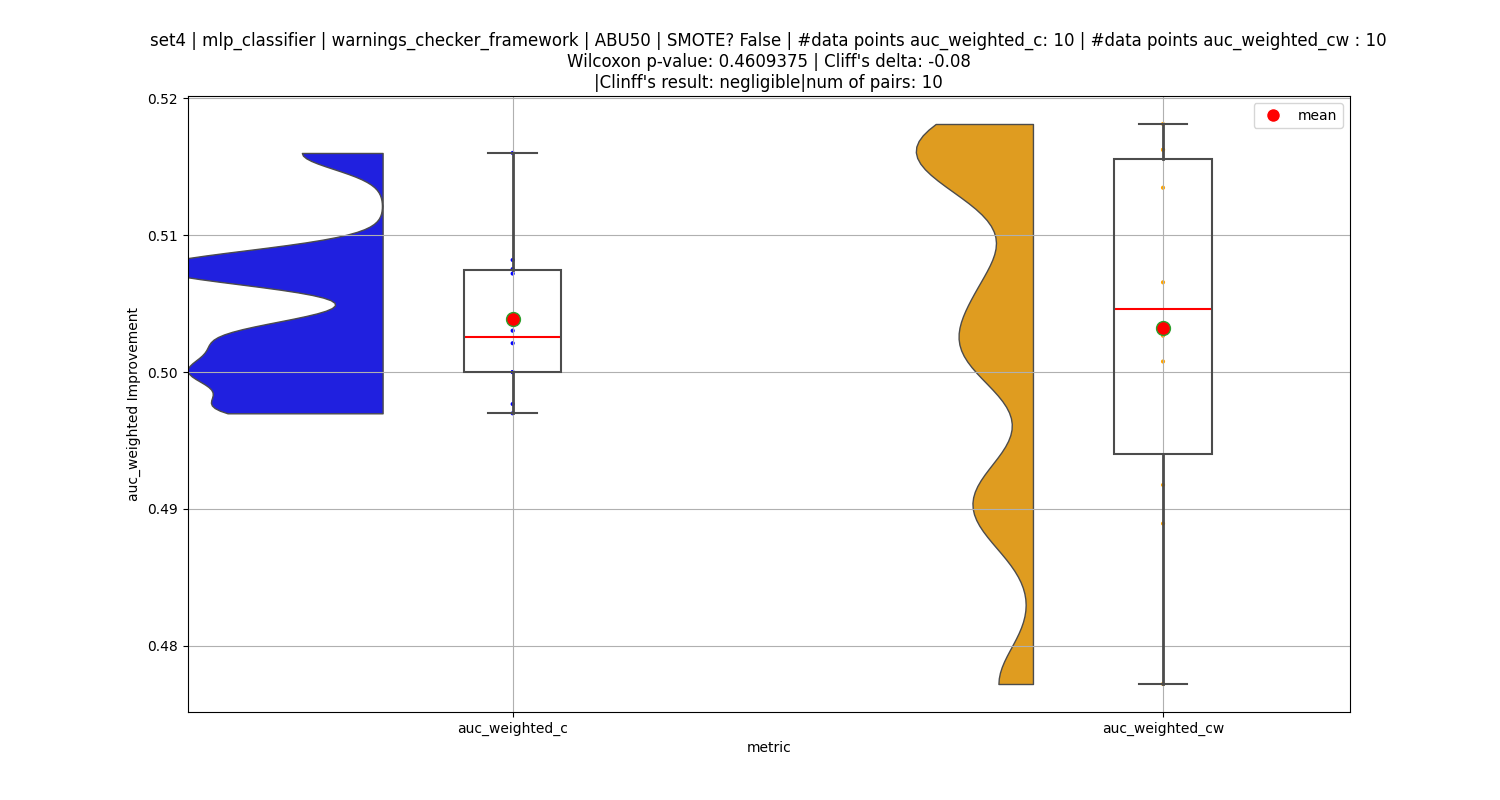 set4 | mlp_classifier | warnings_checker_framework | ABU50 | SMOTE? False | #data points auc_weighted_c: 10 | #data points auc_weighted_cw : 10
Wilcoxon p-value: 0.4609375 | Cliff's delta: -0.08
|Clinff's result: negligible|num of pairs: 10
mean
0.52
0.51
0.50
0.49
0.48
auc_weighted Improvement
auc_weighted_c
auc_weighted_cw
metric